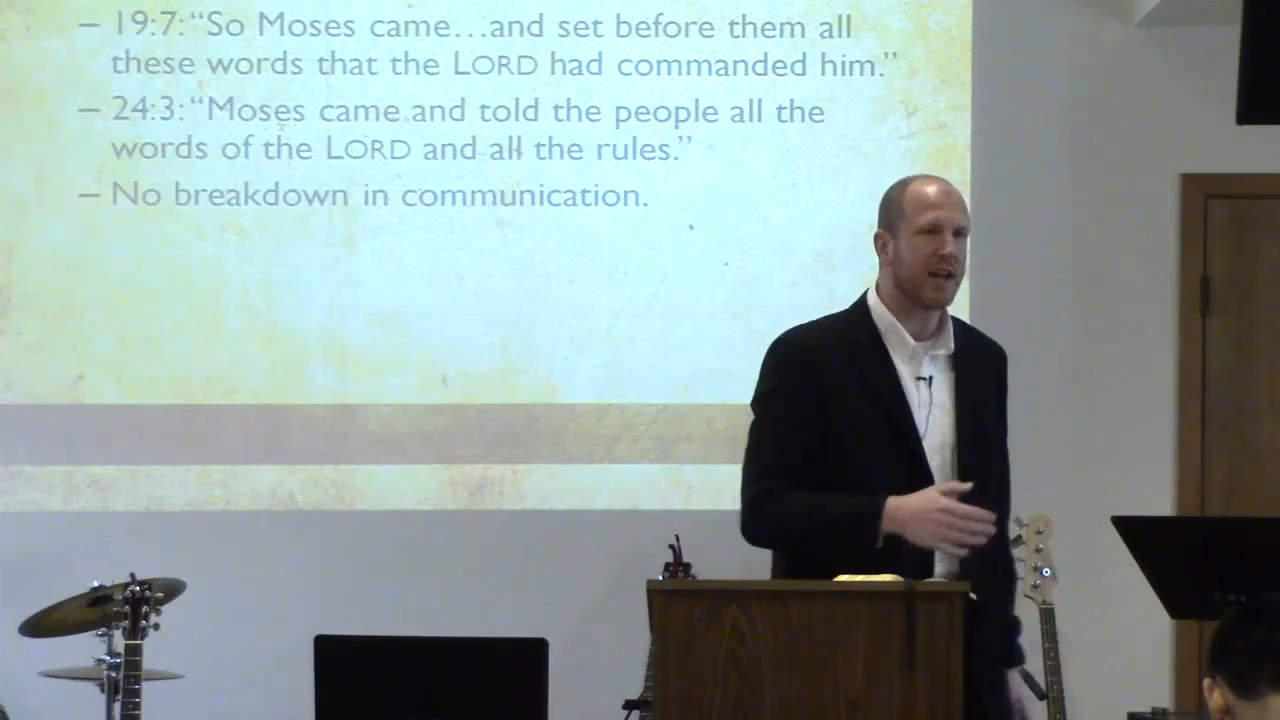 – 19:7: “So Moses came…and set before them all
these words that the LORD had commanded him.”
– 24:3: “Moses came and told the people all the
words of the LORD and all the rules.”
– No breakdown in communication.